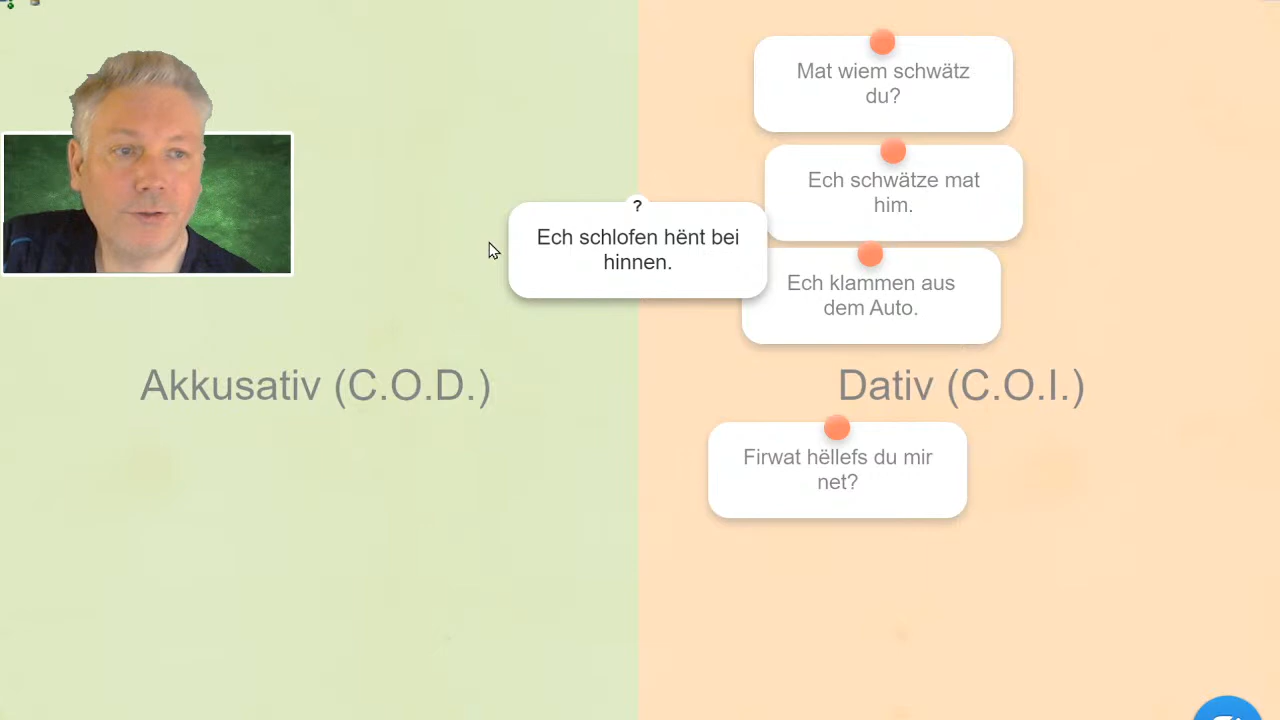 Mat wiem schwätz
du?
Ech schwätze mat
him.
?
Ech schlofen hënt bei
hinnen.
Ech klammen aus
dem Auto.
Akkusativ (C.O.D.)
Dativ (C.O.I.)
Firwat hëllefs du mir
net?